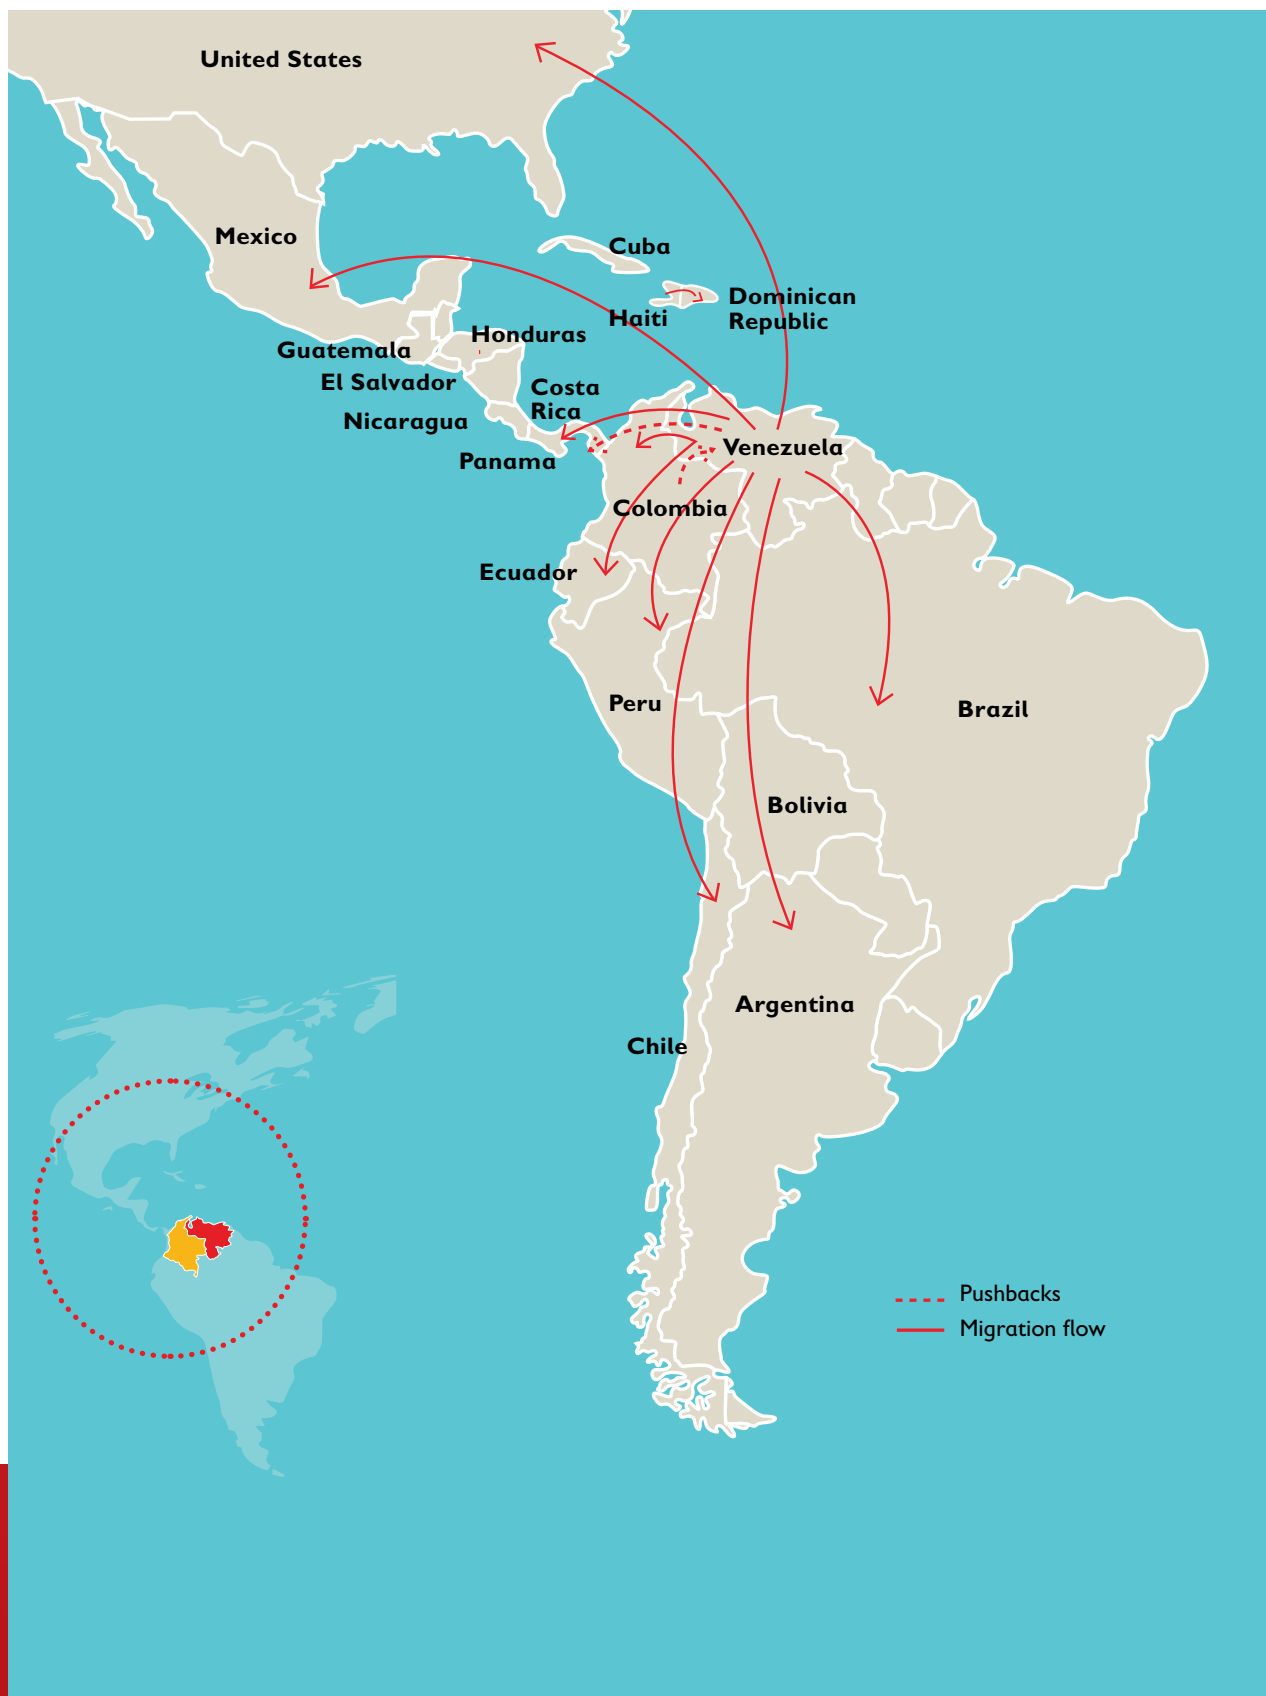 United States
Mexico
Cuba
Dominican
Republic
Haiti
Honduras
Guatemala
El Salvador
Costa
Rica
Nicaragua
Venezuela
Panama
Colombia
Ecuador
Peru
Brazil
Bolivia
Argentina
Chile
Pushbacks
Migration flow